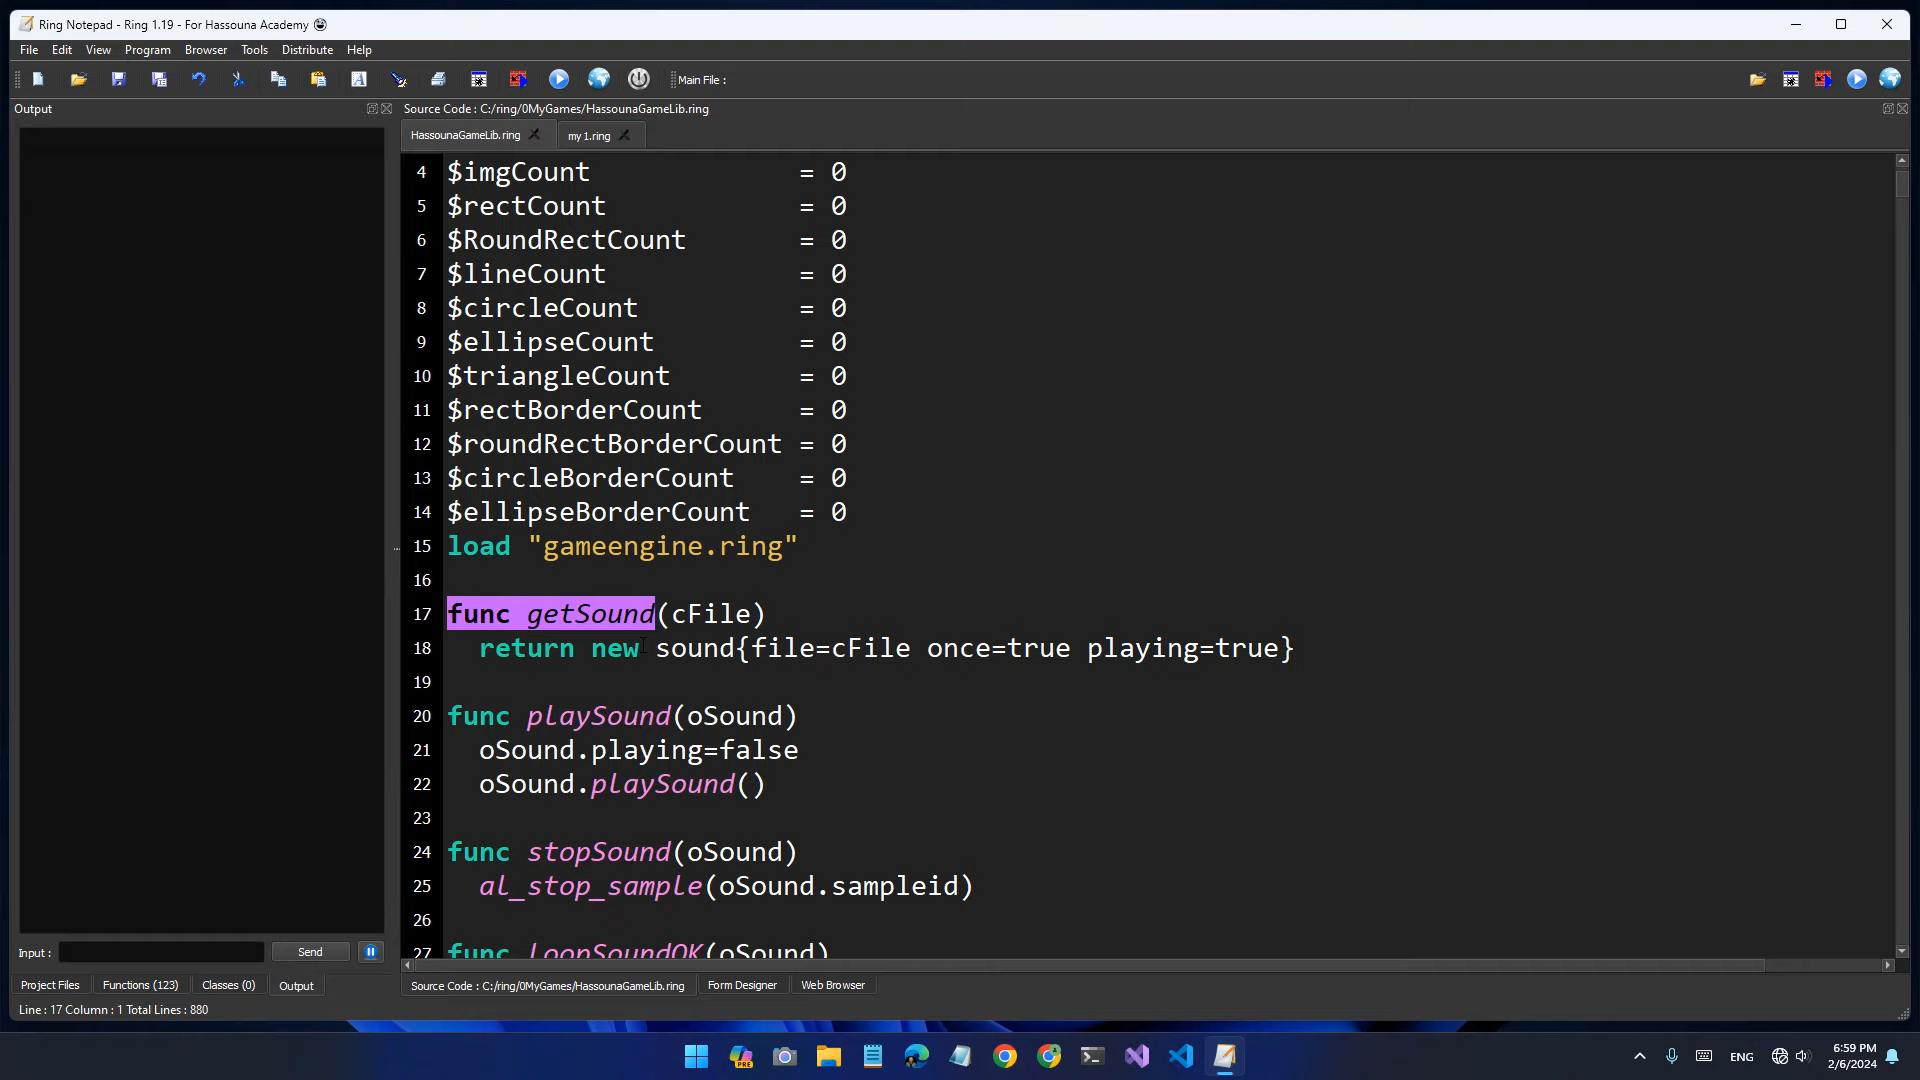 Ring Notepad - Ring 1.19 - For Hassouna Academy 😀
File Edit View Program Browser Tools Distribute Help
Main File :
Output
Source Code : C:/ring/0MyGames/HassounaGameLib.ring
HassounaGameLib.ring
my 1.ring
4 $imgCount = 0
5 $rectCount = 0
6 $RoundRectCount = 0
7 $lineCount = 0
8 $circleCount = 0
9 $ellipseCount = 0
10 $triangleCount = 0
11 $rectBorderCount = 0
12 $roundRectBorderCount = 0
13 $circleBorderCount = 0
14 $ellipseBorderCount = 0
15 load "gameengine.ring"
16
17 func getSound(cFile)
18 return new sound{file=cFile once=true playing=true}
19
20 func playSound(oSound)
21 oSound.playing=false
22 oSound.playSound()
23
24 func stopSound(oSound)
25 al_stop_sample(oSound.sampleid)
26
27 func loopSoundOK(oSound)
Input : Send
Project Files Functions (123) Classes (0) Output
Source Code : C:/ring/0MyGames/HassounaGameLib.ring Form Designer Web Browser
Line : 17 Column : 1 Total Lines : 880
PRE
ENG
6:59 PM
2/6/2024